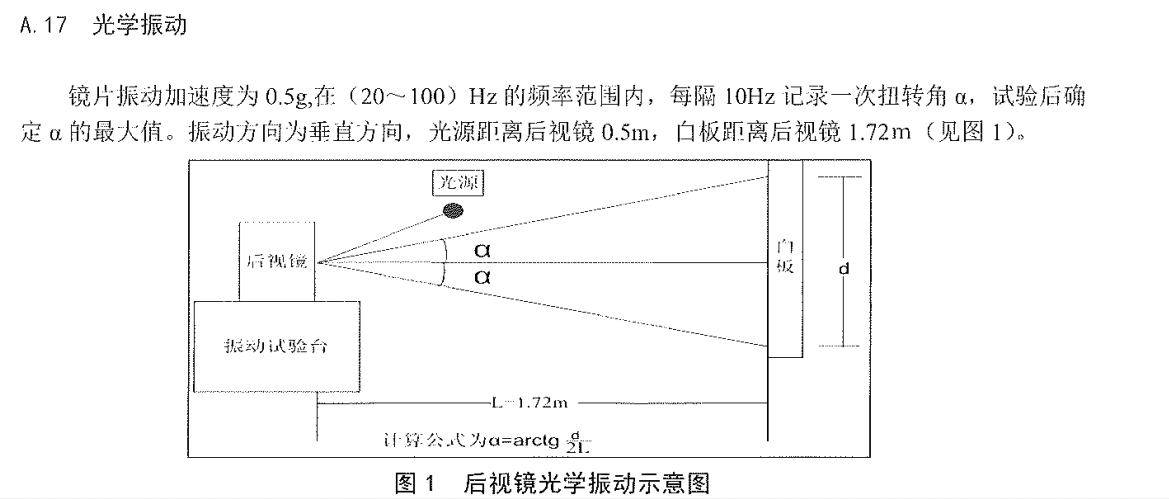 A.17 光学振动
镜片振动加速度为 0.5g,在（20～100）Hz 的频率范围内，每隔 10Hz 记录一次扭转角 α，试验后确
定 α 的最大值。振动方向为垂直方向，光源距离后视镜 0.5m，白板距离后视镜 1.72m（见图 1）。
光源
后视镜
α
α
白
板
d
振动试验台
L=1.72m
计算公式为α=arctg d/2L
图 1 后视镜光学振动示意图